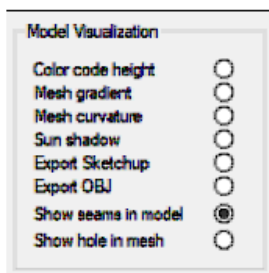 Model Visualization
Color code height
Mesh gradient
Mesh curvature
Sun shadow
Export Sketchup
Export OBJ
Show seams in model
Show hole in mesh